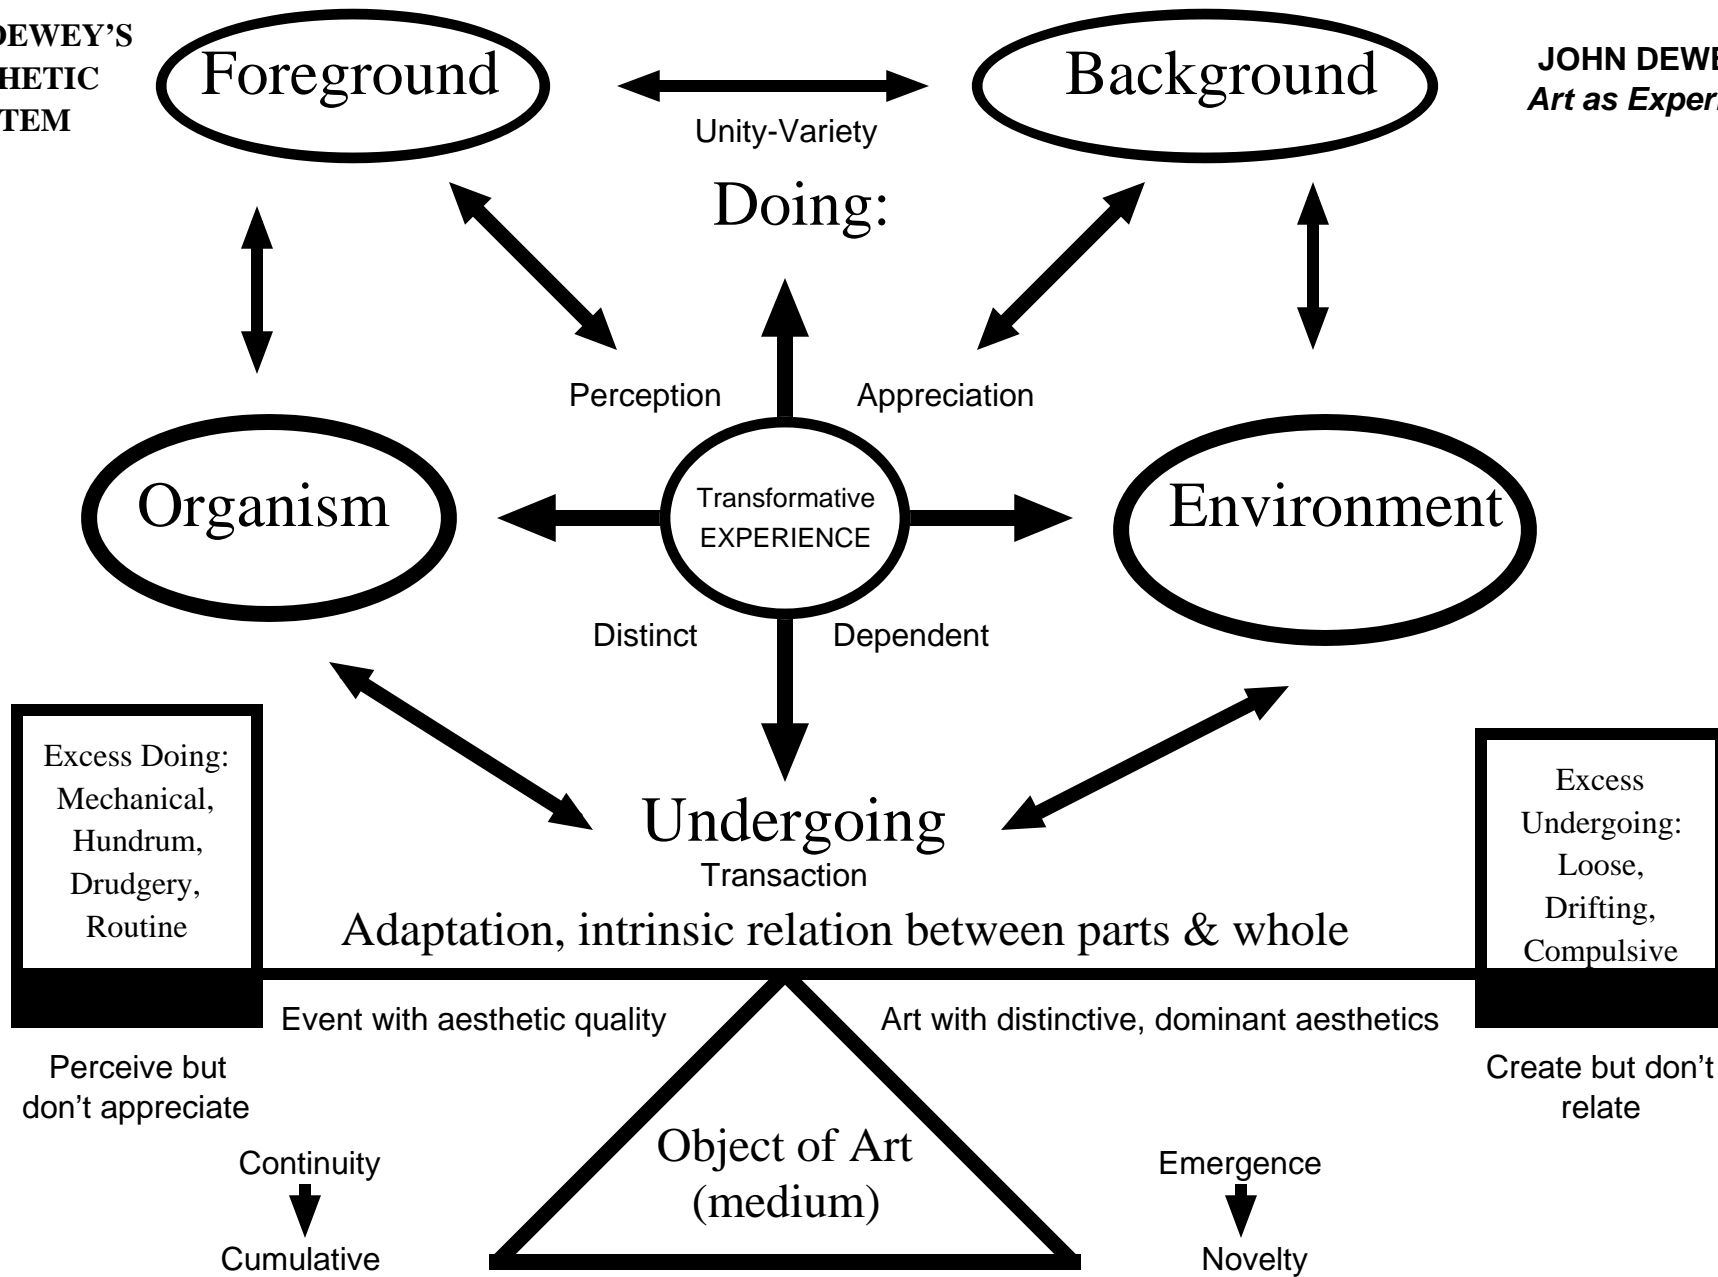 DEWEY'S
HETIC
TEM
Foreground
Background
JOHN DEWE
Art as Experi
Unity-Variety
Doing:
Perception
Appreciation
Organism
Transformative
EXPERIENCE
Environment
Distinct
Dependent
Excess Doing:
Mechanical,
Hundrum,
Drudgery,
Routine
Undergoing
Transaction
Adaptation, intrinsic relation between parts & whole
Excess
Undergoing:
Loose,
Drifting,
Compulsive
Event with aesthetic quality
Art with distinctive, dominant aesthetics
Perceive but
don't appreciate
Create but don't
relate
Object of Art
(medium)
Continuity
Cumulative
Emergence
Novelty